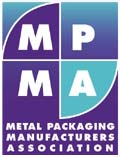 M P
M A
METAL PACKAGING
MANUFACTURERS
ASSOCIATION